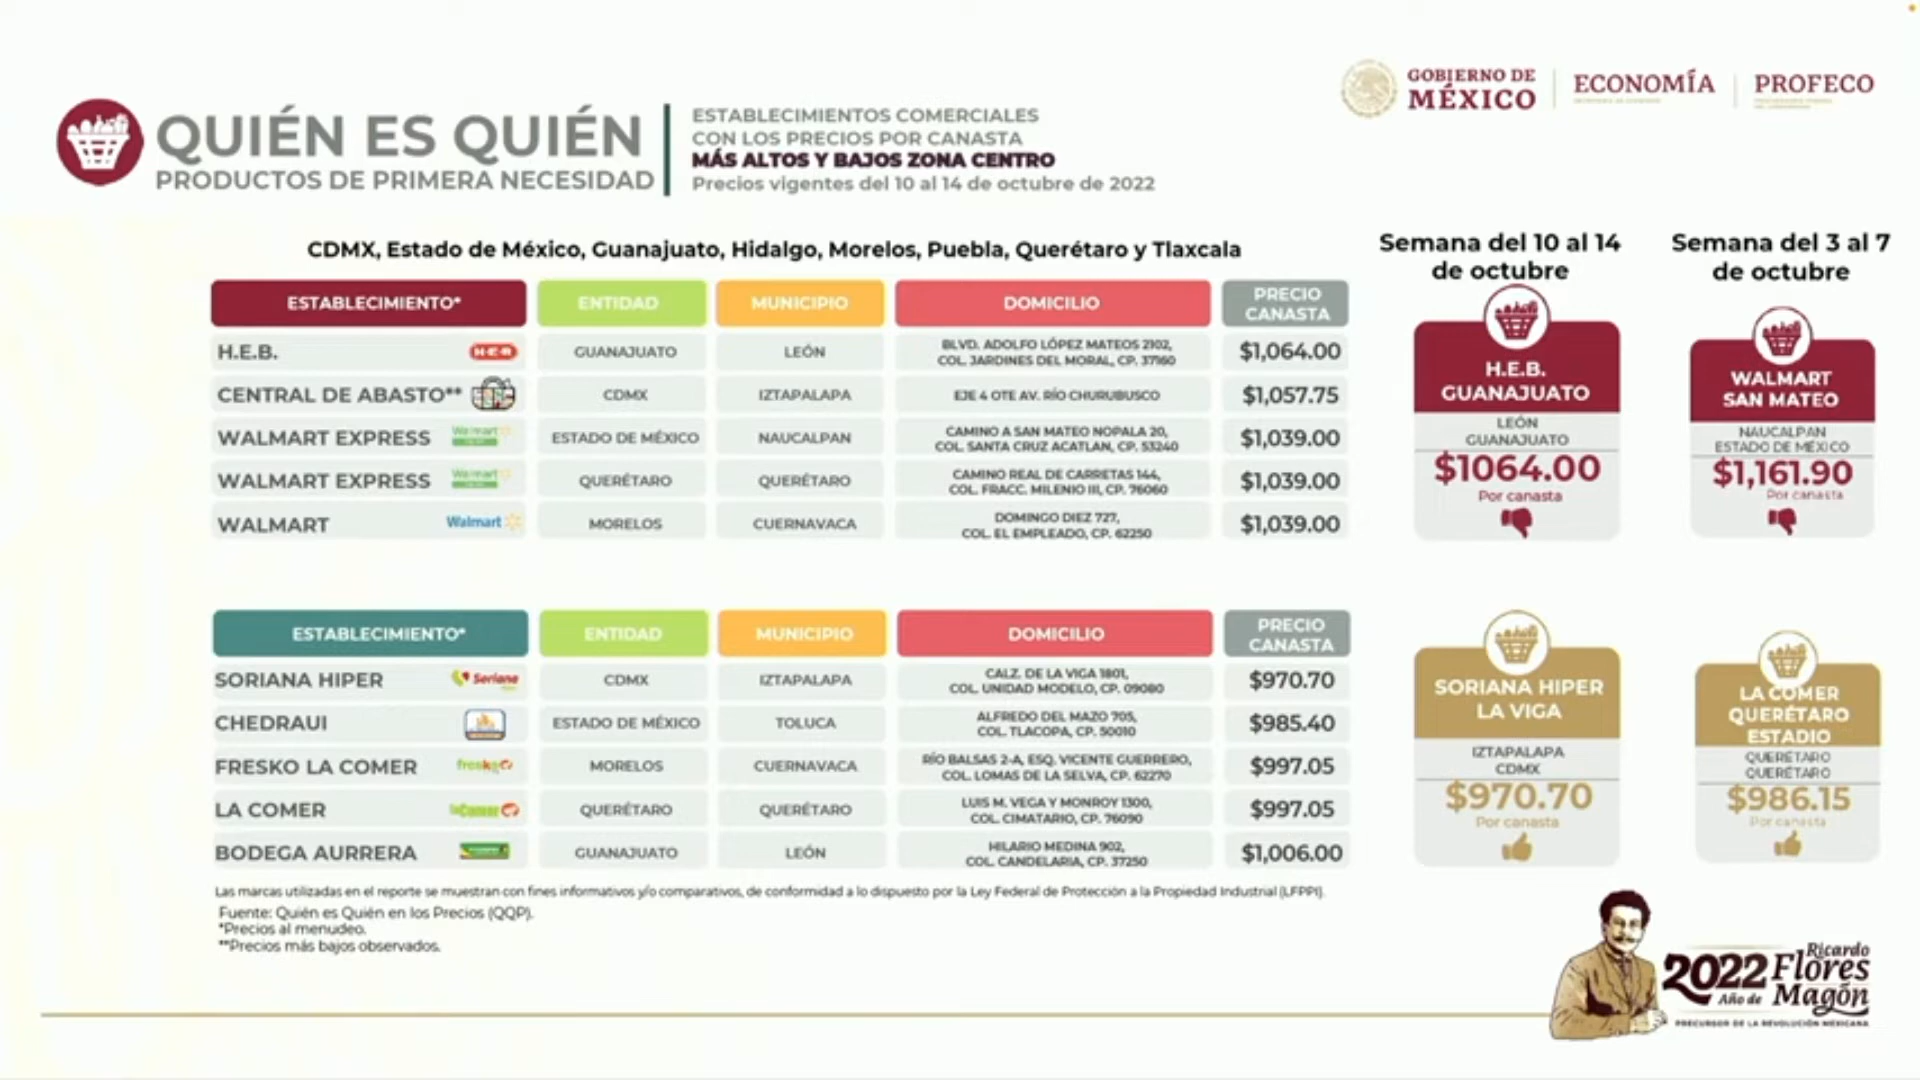 GOBIERNO DE
MÉXICO
ECONOMÍA
PROFECO
QUIÉN ES QUIÉN
PRODUCTOS DE PRIMERA NECESIDAD
ESTABLECIMIENTOS COMERCIALES
CON LOS PRECIOS POR CANASTA
MÁS ALTOS Y BAJOS ZONA CENTRO
Precios vigentes del 10 al 14 de octubre de 2022
CDMX, Estado de México, Guanajuato, Hidalgo, Morelos, Puebla, Querétaro y Tlaxcala
ESTABLECIMIENTO* ENTIDAD MUNICIPIO DOMICILIO PRECIO CANASTA
H.E.B. H-E-B GUANAJUATO LEÓN BLVD. ADOLFO LÓPEZ MATEOS 2102, COL. JARDINES DEL MORAL, CP. 37160 $1,064.00
CENTRAL DE ABASTO** CDMX IZTAPALAPA EJE 4 OTE AV. RÍO CHURUBUSCO $1,057.75
WALMART EXPRESS Walmart ESTADO DE MÉXICO NAUCALPAN CAMINO A SAN MATEO NOPALA 20, COL. SANTA CRUZ ACATLAN, CP. 53240 $1,039.00
WALMART EXPRESS Walmart QUERÉTARO QUERÉTARO CAMINO REAL DE CARRETAS 144, COL. FRACC. MILENIO III, CP. 76060 $1,039.00
WALMART Walmart MORELOS CUERNAVACA DOMINGO DIEZ 727, COL. EL EMPLEADO, CP. 62250 $1,039.00
Semana del 10 al 14
de octubre
H.E.B.
GUANAJUATO
LEÓN
GUANAJUATO
$1064.00
Por canasta
Semana del 3 al 7
de octubre
WALMART
SAN MATEO
NAUCALPAN
ESTADO DE MÉXICO
$1,161.90
Por canasta
ESTABLECIMIENTO* ENTIDAD MUNICIPIO DOMICILIO PRECIO CANASTA
SORIANA HIPER Soriana CDMX IZTAPALAPA CALZ. DE LA VIGA 1801, COL. UNIDAD MODELO, CP. 09080 $970.70
CHEDRAUI ESTADO DE MÉXICO TOLUCA ALFREDO DEL MAZO 705, COL. TLACOPA, CP. 50010 $985.40
FRESKO LA COMER fresko MORELOS CUERNAVACA RÍO BALSAS 2-A, ESQ. VICENTE GUERRERO, COL. LOMAS DE LA SELVA, CP. 62270 $997.05
LA COMER laComer QUERÉTARO QUERÉTARO LUIS M. VEGA Y MONROY 1300, COL. CIMATARIO, CP. 76090 $997.05
BODEGA AURRERA GUANAJUATO LEÓN HILARIO MEDINA 902, COL. CANDELARIA, CP. 37250 $1,006.00
SORIANA HIPER
LA VIGA
IZTAPALAPA
CDMX
$970.70
Por canasta
LA COMER
QUERÉTARO
ESTADIO
QUERÉTARO
QUERÉTARO
$986.15
Por canasta
Las marcas utilizadas en el reporte se muestran con fines informativos y/o comparativos, de conformidad a lo dispuesto por la Ley Federal de Protección a la Propiedad Industrial (LFPPI).
Fuente: Quién es Quién en los Precios (QQP).
*Precios al menudeo.
**Precios más bajos observados.
2022 Ricardo
Flores
Año de Magón
PRECURSOR DE LA REVOLUCIÓN MEXICANA